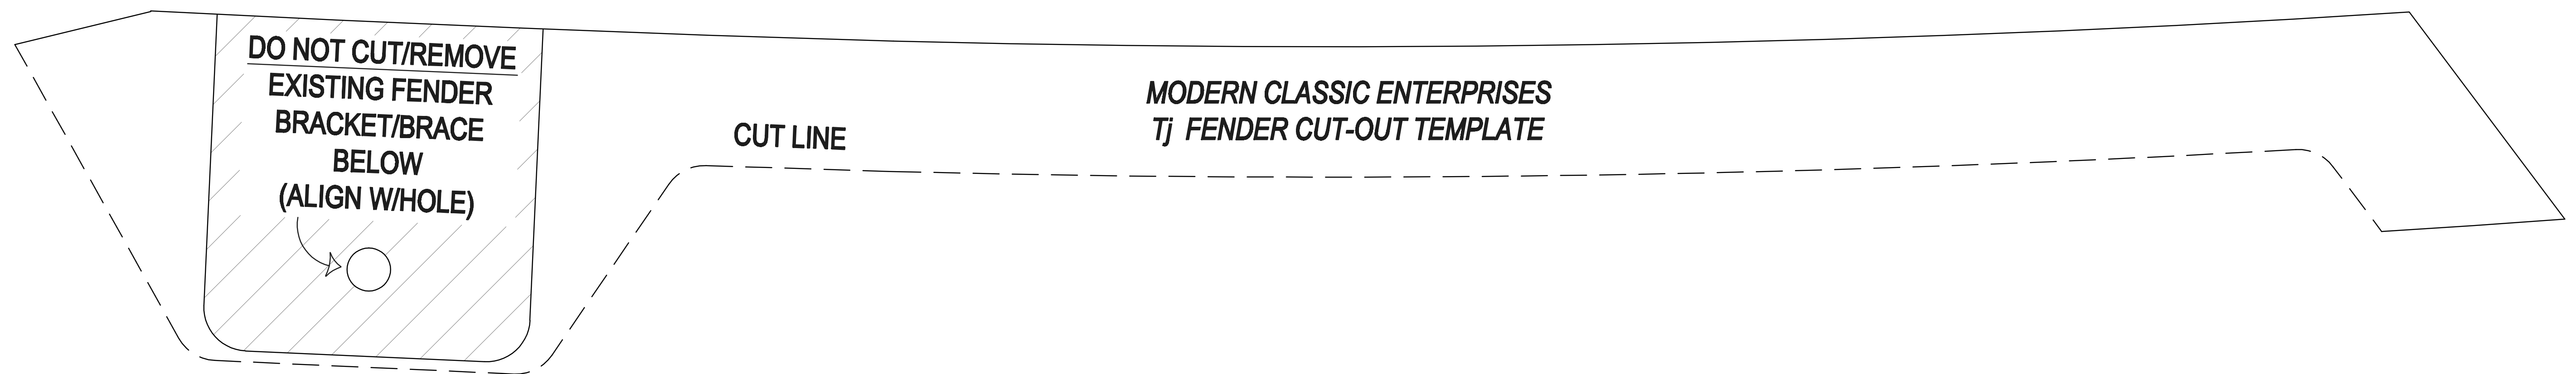 DO NOT CUT/REMOVE
EXISTING FENDER
BRACKET/BRACE
BELOW
(ALIGN W/HOLE)
CUT LINE
MODERN CLASSIC ENTERPRISES
Tj FENDER CUT-OUT TEMPLATE